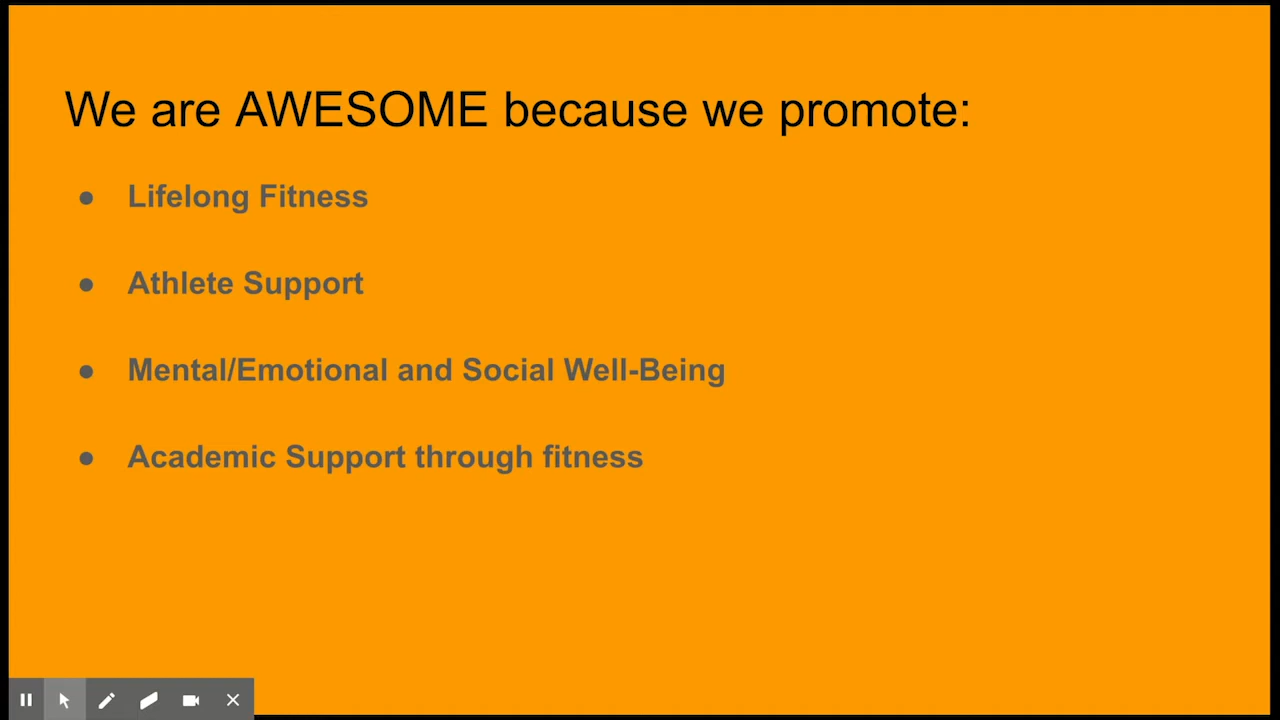 We are AWESOME because we promote:
● Lifelong Fitness
● Athlete Support
● Mental/Emotional and Social Well-Being
● Academic Support through fitness